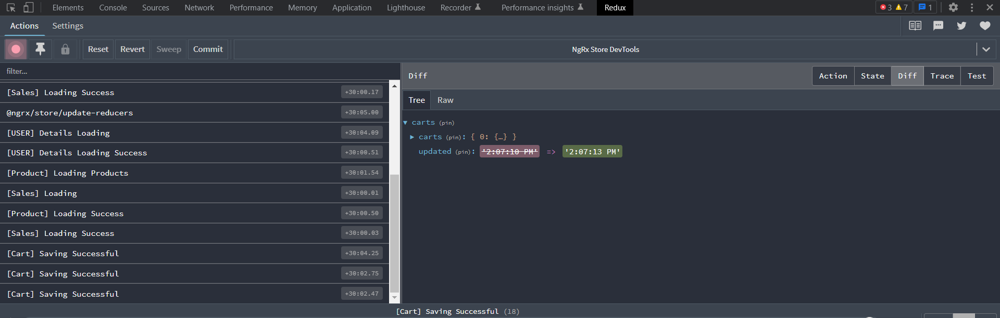 Elements Console Sources Network Performance Memory Application Lighthouse Recorder Performance insights Redux 3 7 1
Actions Settings
Reset Revert Sweep Commit NgRx Store DevTools
filter...
[Sales] Loading Success +30:00.17
@ngrx/store/update-reducers +30:05.00
[USER] Details Loading +30:04.09
[USER] Details Loading Success +30:00.51
[Product] Loading Products +30:01.54
[Sales] Loading +30:00.01
[Product] Loading Success +30:00.50
[Sales] Loading Success +30:00.03
[Cart] Saving Successful +30:04.25
[Cart] Saving Successful +30:02.75
[Cart] Saving Successful +30:02.47
Diff Action State Diff Trace Test
Tree Raw
carts (pin)
carts (pin): { 0: {…} }
updated (pin): '2:07:10 PM' => '2:07:13 PM'
[Cart] Saving Successful (18)